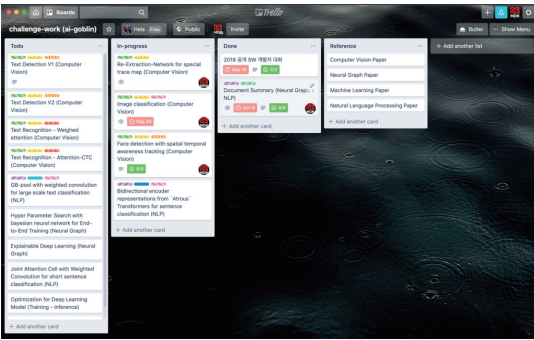 Boards
Trello
challenge-work (ai-goblin)
Hela
Free
Public
Invite
Butler
Show Menu
Todo
Text Detection V1 (Computer
Vision)
Text Detection V2 (Computer
Vision)
Text Recognition - Weighed
attention (Computer Vision)
Text Recognition - Attention-CTC
(Computer Vision)
GB-pool with weighted convolution
for large scale text classification
(NLP)
Hyper Parameter Search with
bayesian neural network for End-
to-End Training (Neural Graph)
Explainable Deep Learning (Neural
Graph)
Joint Attention Cell with Weighted
Convolution for short sentence
classification (NLP)
Optimization for Deep Learning
Model (Training - Inference)
+ Add another card
In-progress
Re-Extraction-Network for special
trace map (Computer Vision)
Image classification (Computer
Vision)
Sep 28
Face detection with spatial temporal
awareness tracking (Computer
Vision)
Bidirectional encoder
representations from `Atrous`
Transformers for sentence
classification (NLP)
+ Add another card
Done
2019 공개 SW 개발자 대회
2/2
Document Summary (Neural Graph,
NLP)
4/4
+ Add another card
Reference
Computer Vision Paper
Neural Graph Paper
Machine Learning Paper
Natural Language Processing Paper
+ Add another card
+ Add another list